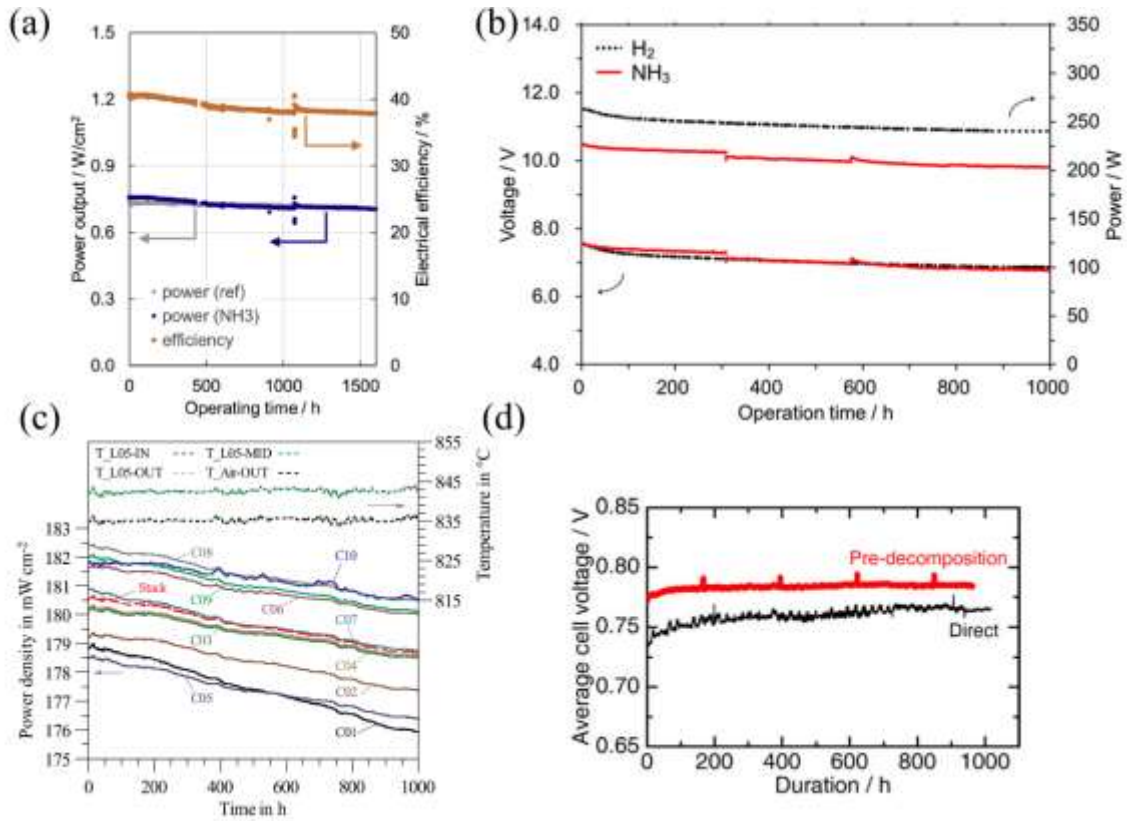 (a)
1.5
1.2
0.9
0.6
0.3
0.0
Power output / W/cm²
50
40
30
20
10
0
Electrical efficiency / %
power (ref)
power (NH3)
efficiency
0
500
1000
1500
Operating time / h
(b)
14.0
12.0
10.0
8.0
6.0
4.0
Voltage / V
350
300
250
200
150
100
50
0
Power / W
H₂
NH₃
0
200
400
600
800
1000
Operation time / h
(c)
T_L05-IN
T_L05-MID
T_L05-OUT
T_Air-OUT
855
845
835
825
815
Temperature in °C
183
182
181
180
179
178
177
176
175
Power density in mW cm⁻²
C08
C10
Stack
C09
C06
C07
C03
C04
C02
C05
C01
0
200
400
600
800
1000
Time in h
(d)
0.85
0.80
0.75
0.70
0.65
Average cell voltage / V
Pre-decomposition
Direct
0
200
400
600
800
1000
Duration / h